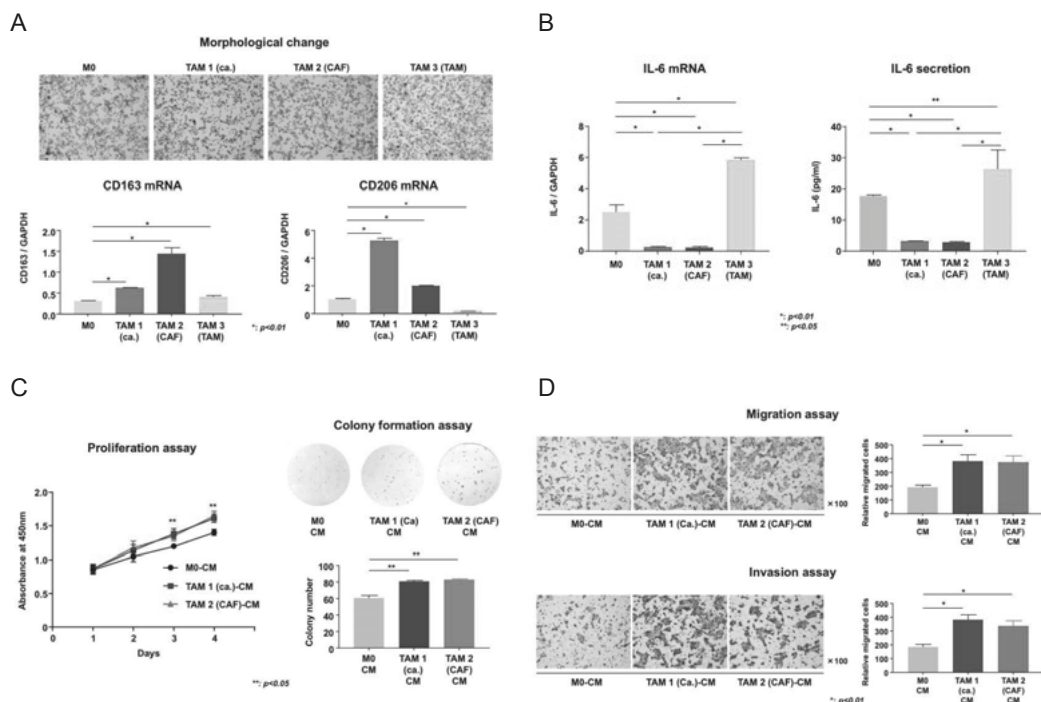 A
Morphological change
M0
TAM 1 (ca.)
TAM 2 (CAF)
TAM 3 (TAM)
CD163 mRNA
CD163 / GAPDH
2.0
1.5
1.0
0.5
0.0
*
*
*
M0
TAM 1
(ca.)
TAM 2
(CAF)
TAM 3
(TAM)
CD206 mRNA
CD206 / GAPDH
6
4
2
0
*
*
*
M0
TAM 1
(ca.)
TAM 2
(CAF)
TAM 3
(TAM)
*: p<0.01
B
IL-6 mRNA
IL-6 / GAPDH
8
6
4
2
0
*
*
*
*
*
M0
TAM 1
(ca.)
TAM 2
(CAF)
TAM 3
(TAM)
IL-6 secretion
IL-6 (pg/ml)
40
30
20
10
0
**
*
*
*
*
M0
TAM 1
(ca.)
TAM 2
(CAF)
TAM 3
(TAM)
*: p<0.01
**: p<0.05
C
Proliferation assay
Absorbance at 450nm
2.0
1.5
1.0
0
0
1
2
3
4
Days
**
**
M0-CM
TAM 1 (ca.)-CM
TAM 2 (CAF)-CM
Colony formation assay
M0
CM
TAM 1 (Ca)
CM
TAM 2 (CAF)
CM
Colony number
100
80
60
40
20
0
**
**
M0
CM
TAM 1
(ca.)
CM
TAM 2
(CAF)
CM
**: p<0.05
D
Migration assay
×100
M0-CM
TAM 1 (Ca.)-CM
TAM 2 (CAF)-CM
Relative migrated cells
500
400
300
200
100
0
*
*
M0
CM
TAM 1
(ca.)
CM
TAM 2
(CAF)
CM
Invasion assay
×100
M0-CM
TAM 1 (Ca.)-CM
TAM 2 (CAF)-CM
Relative migrated cells
500
400
300
200
100
0
*
*
M0
CM
TAM 1
(ca.)
CM
TAM 2
(CAF)
CM
*: p<0.01